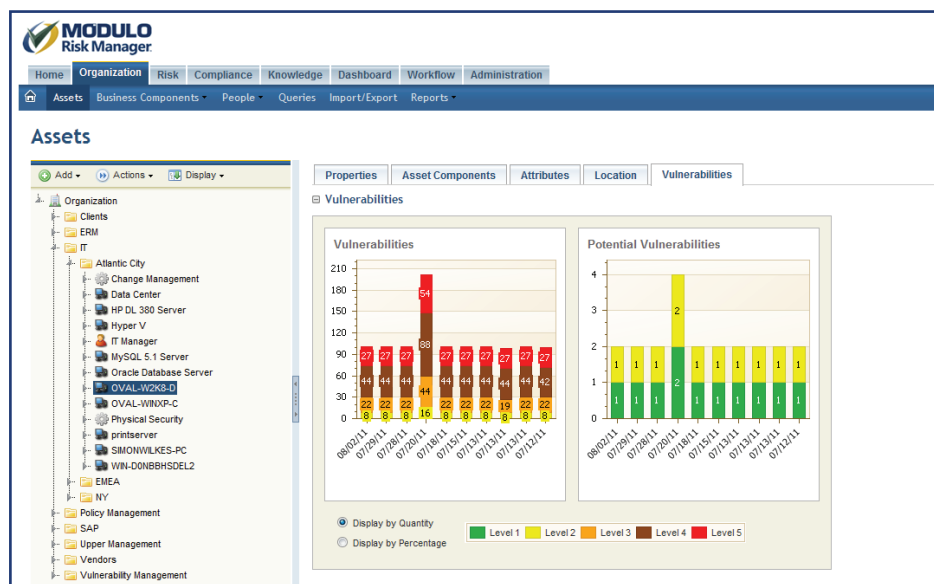 MODULO
Risk Manager
Home Organization Risk Compliance Knowledge Dashboard Workflow Administration
Assets Business Components People Queries Import/Export Reports
Assets
Add Actions Display
Organization
Clients
ERM
IT
Atlantic City
Change Management
Data Center
HP DL 380 Server
Hyper V
IT Manager
MySQL 5.1 Server
Oracle Database Server
OVAL-W2K8-D
OVAL-WINXP-C
Physical Security
printserver
SIMONWILKES-PC
WIN-D0NBBHSDEL2
EMEA
NY
Policy Management
SAP
Upper Management
Vendors
Vulnerability Management
Properties Asset Components Attributes Location Vulnerabilities
Vulnerabilities
Vulnerabilities
210
180
150
120
90
60
30
0
54
88
44
16
27 27 27 27 27 27 27 27 27
44 44 44 44 44 44 44 44 42
22 22 22 22 22 22 19 22 22
8 8 8 8 8 8 8 8 8
08/02/11 07/29/11 07/28/11 07/20/11 07/18/11 07/15/11 07/13/11 07/13/11 07/13/11 07/12/11
Potential Vulnerabilities
4
3
2
1
0
2
2
1 1 1 1 1 1 1 1 1
1 1 1 1 1 1 1 1 1
08/02/11 07/29/11 07/28/11 07/20/11 07/18/11 07/15/11 07/13/11 07/13/11 07/13/11 07/12/11
Display by Quantity
Display by Percentage
Level 1 Level 2 Level 3 Level 4 Level 5